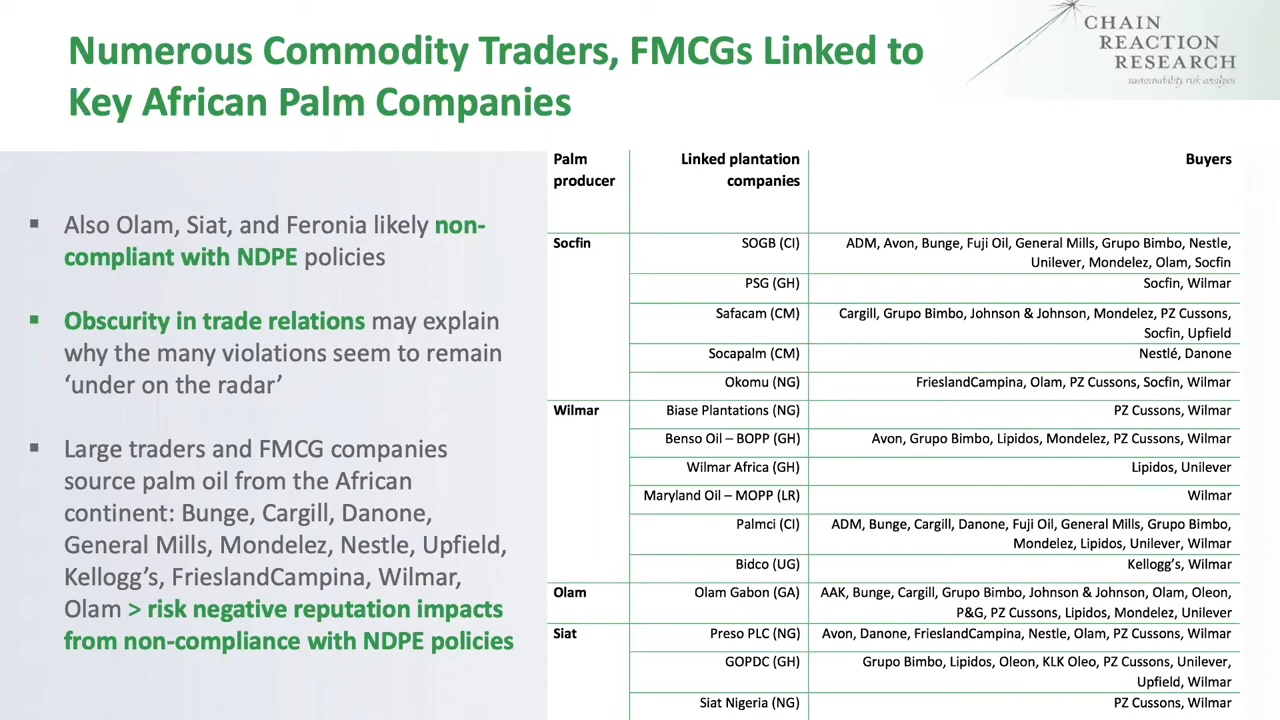 Numerous Commodity Traders, FMCGs Linked to
Key African Palm Companies
CHAIN
REACTION
RESEARCH
sustainability risk analysis
Also Olam, Siat, and Feronia likely non-
compliant with NDPE policies
Obscurity in trade relations may explain
why the many violations seem to remain
‘under on the radar’
Large traders and FMCG companies
source palm oil from the African
continent: Bunge, Cargill, Danone,
General Mills, Mondelez, Nestle, Upfield,
Kellogg’s, FrieslandCampina, Wilmar,
Olam > risk negative reputation impacts
from non-compliance with NDPE policies
Palm Linked plantation Buyers
producer companies
Socfin SOGB (CI) ADM, Avon, Bunge, Fuji Oil, General Mills, Grupo Bimbo, Nestle,
Unilever, Mondelez, Olam, Socfin
PSG (GH) Socfin, Wilmar
Safacam (CM) Cargill, Grupo Bimbo, Johnson & Johnson, Mondelez, PZ Cussons,
Socfin, Upfield
Socapalm (CM) Nestlé, Danone
Okomu (NG) FrieslandCampina, Olam, PZ Cussons, Socfin, Wilmar
Wilmar Biase Plantations (NG) PZ Cussons, Wilmar
Benso Oil – BOPP (GH) Avon, Grupo Bimbo, Lipidos, Mondelez, PZ Cussons, Wilmar
Wilmar Africa (GH) Lipidos, Unilever
Maryland Oil – MOPP (LR) Wilmar
Palmci (CI) ADM, Bunge, Cargill, Danone, Fuji Oil, General Mills, Grupo Bimbo,
Mondelez, Lipidos, Unilever, Wilmar
Bidco (UG) Kellogg’s, Wilmar
Olam Olam Gabon (GA) AAK, Bunge, Cargill, Grupo Bimbo, Johnson & Johnson, Olam, Oleon,
P&G, PZ Cussons, Lipidos, Mondelez, Unilever
Siat Preso PLC (NG) Avon, Danone, FrieslandCampina, Nestle, Olam, PZ Cussons, Wilmar
GOPDC (GH) Grupo Bimbo, Lipidos, Oleon, KLK Oleo, PZ Cussons, Unilever,
Upfield, Wilmar
Siat Nigeria (NG) PZ Cussons, Wilmar